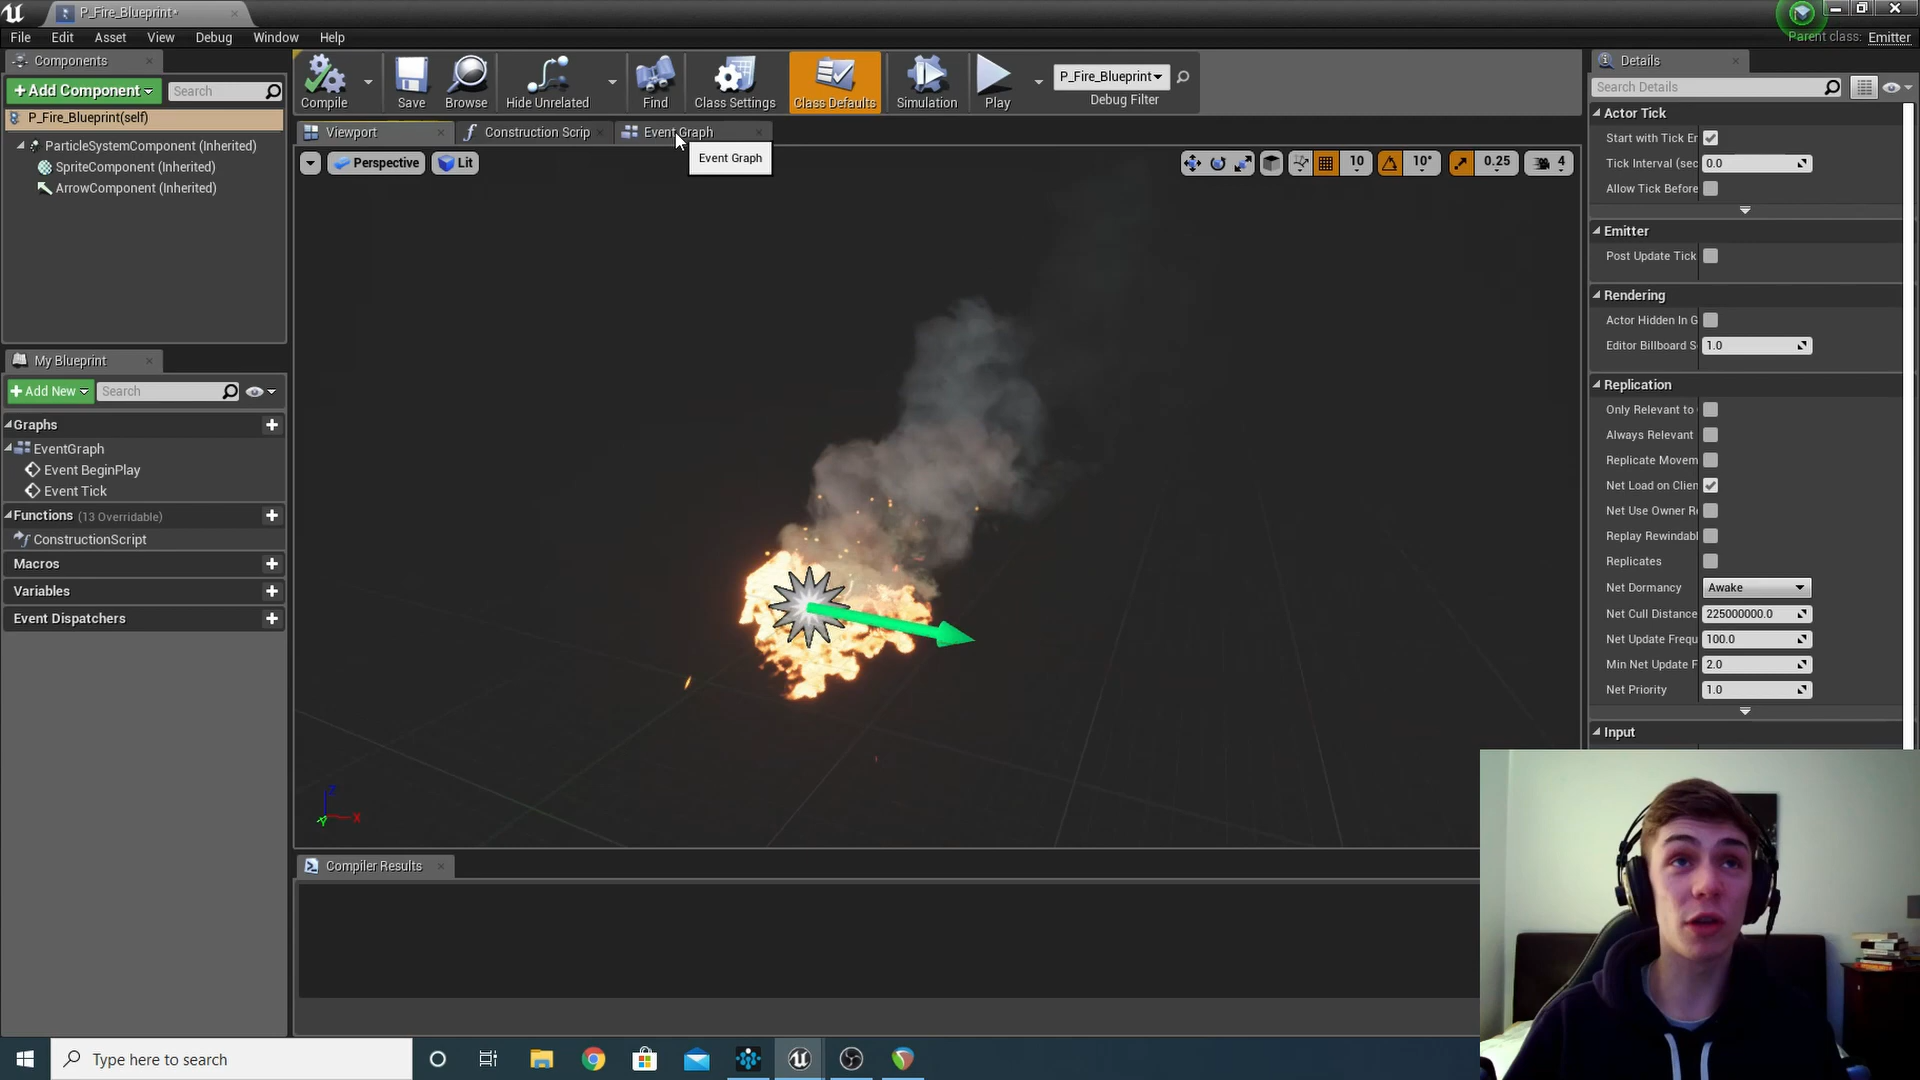 P_Fire_Blueprint*
File Edit Asset View Debug Window Help
Parent class: Emitter
Components
+Add Component
Search
P_Fire_Blueprint(self)
ParticleSystemComponent (Inherited)
SpriteComponent (Inherited)
ArrowComponent (Inherited)
My Blueprint
+Add New
Search
Graphs
EventGraph
Event BeginPlay
Event Tick
Functions (13 Overridable)
ConstructionScript
Macros
Variables
Event Dispatchers
Compile Save Browse Hide Unrelated Find Class Settings Class Defaults Simulation Play
P_Fire_Blueprint
Debug Filter
Viewport
Construction Scrip
Event Graph
Event Graph
Perspective
Lit
10 10° 0.25 4
Z
X
Y
Compiler Results
Details
Search Details
Actor Tick
Start with Tick Er
Tick Interval (sec 0.0
Allow Tick Before
Emitter
Post Update Tick
Rendering
Actor Hidden In G
Editor Billboard S 1.0
Replication
Only Relevant to
Always Relevant
Replicate Movem
Net Load on Clien
Net Use Owner R
Replay Rewindabl
Replicates
Net Dormancy Awake
Net Cull Distance 225000000.0
Net Update Frequ 100.0
Min Net Update F 2.0
Net Priority 1.0
Input
Type here to search